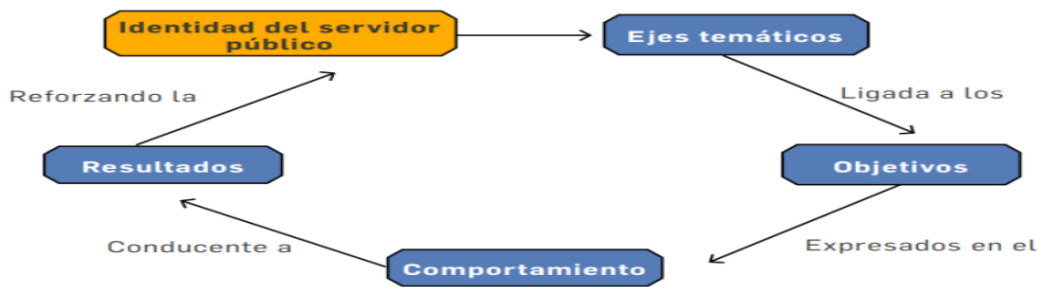 Identidad del servidor
público
Ejes temáticos
Reforzando la
Ligada a los
Resultados
Objetivos
Conducente a
Expresados en el
Comportamiento